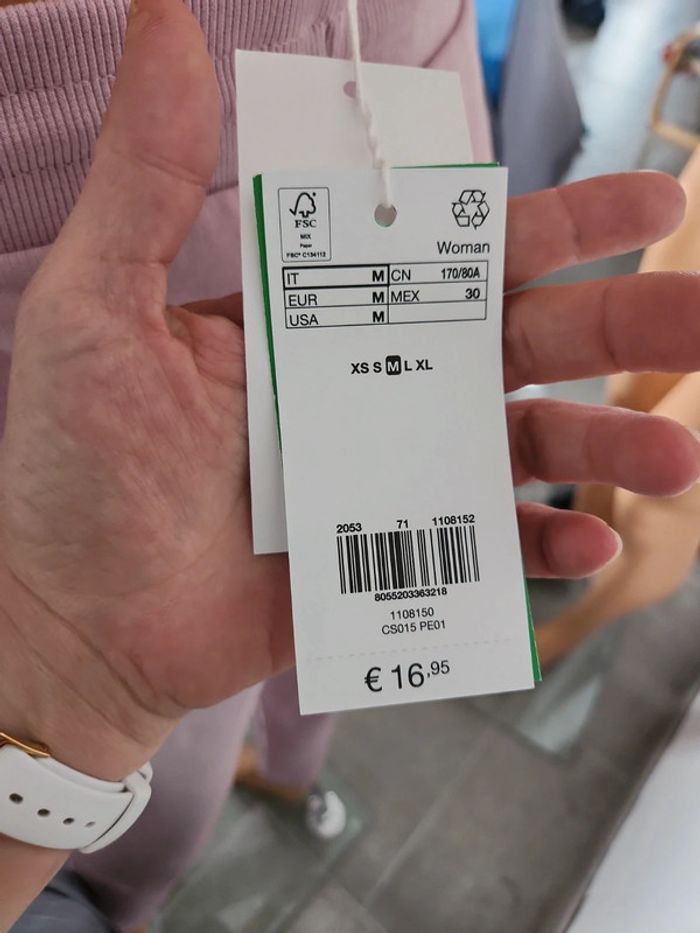 FSC
MIX
Paper
FSC® C134112
Woman
IT M CN 170/80A
EUR M MEX 30
USA M
XS S M L XL
2053 71 1108152
8055203363218
1108150
CS015 PE01
€ 16,95